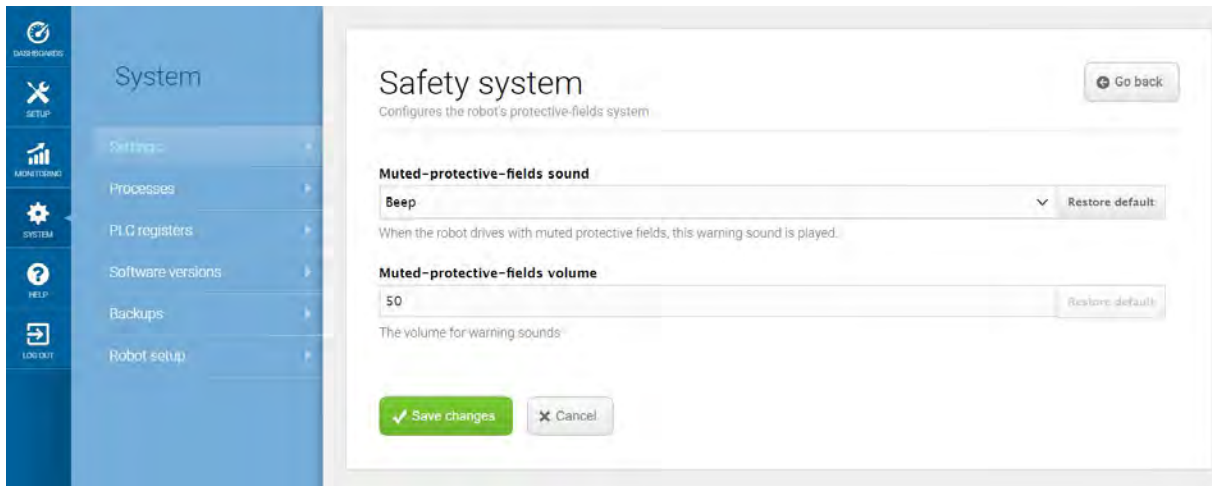 DASHBOARDS
SETUP
MONITORING
SYSTEM
HELP
LOG OUT
System
Settings
Processes
PLC registers
Software versions
Backups
Robot setup
Safety system
Go back
Configures the robot's protective-fields system
Muted-protective-fields sound
Beep
Restore default
When the robot drives with muted protective fields, this warning sound is played.
Muted-protective-fields volume
50
Restore default
The volume for warning sounds
Save changes
Cancel